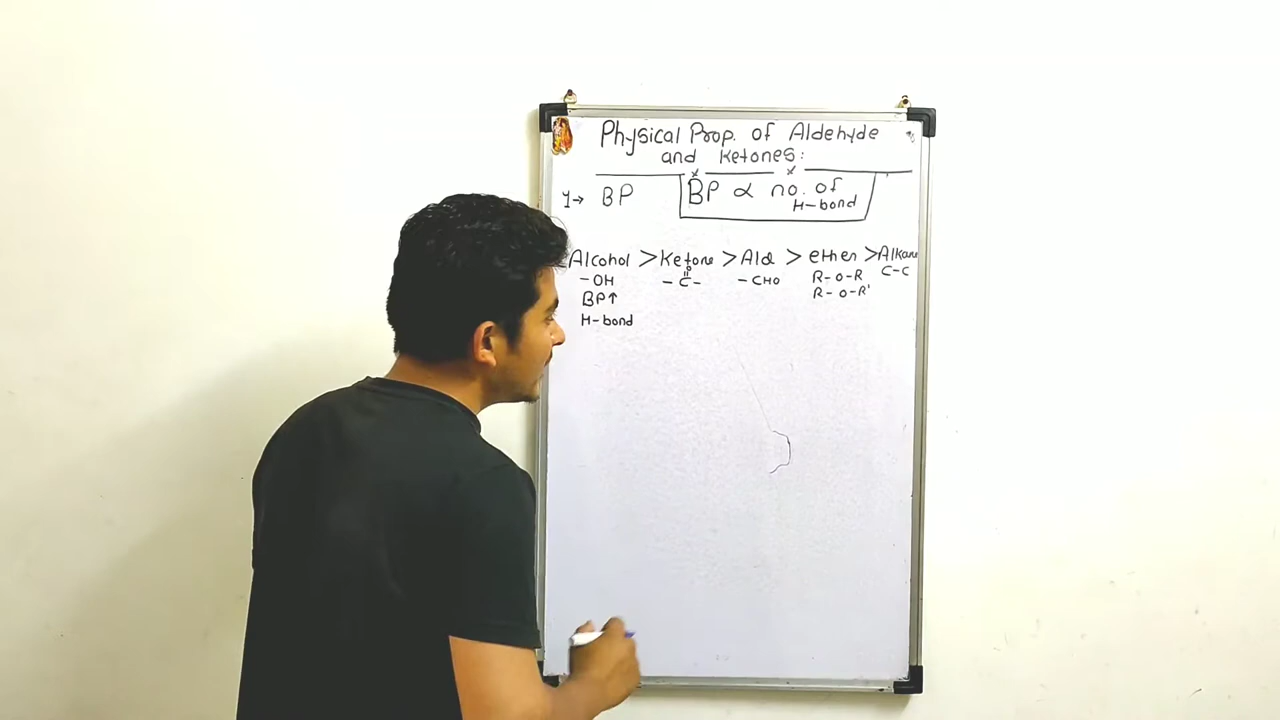 Physical Prop. of Aldehyde
and Ketones:
1→ BP BP ∝ no. of
H-bond
Alcohol > Ketone > Ald > ether > Alkane
-OH -C- -CHO R-O-R C-C
O
BP↑ R-O-R'
H-bond